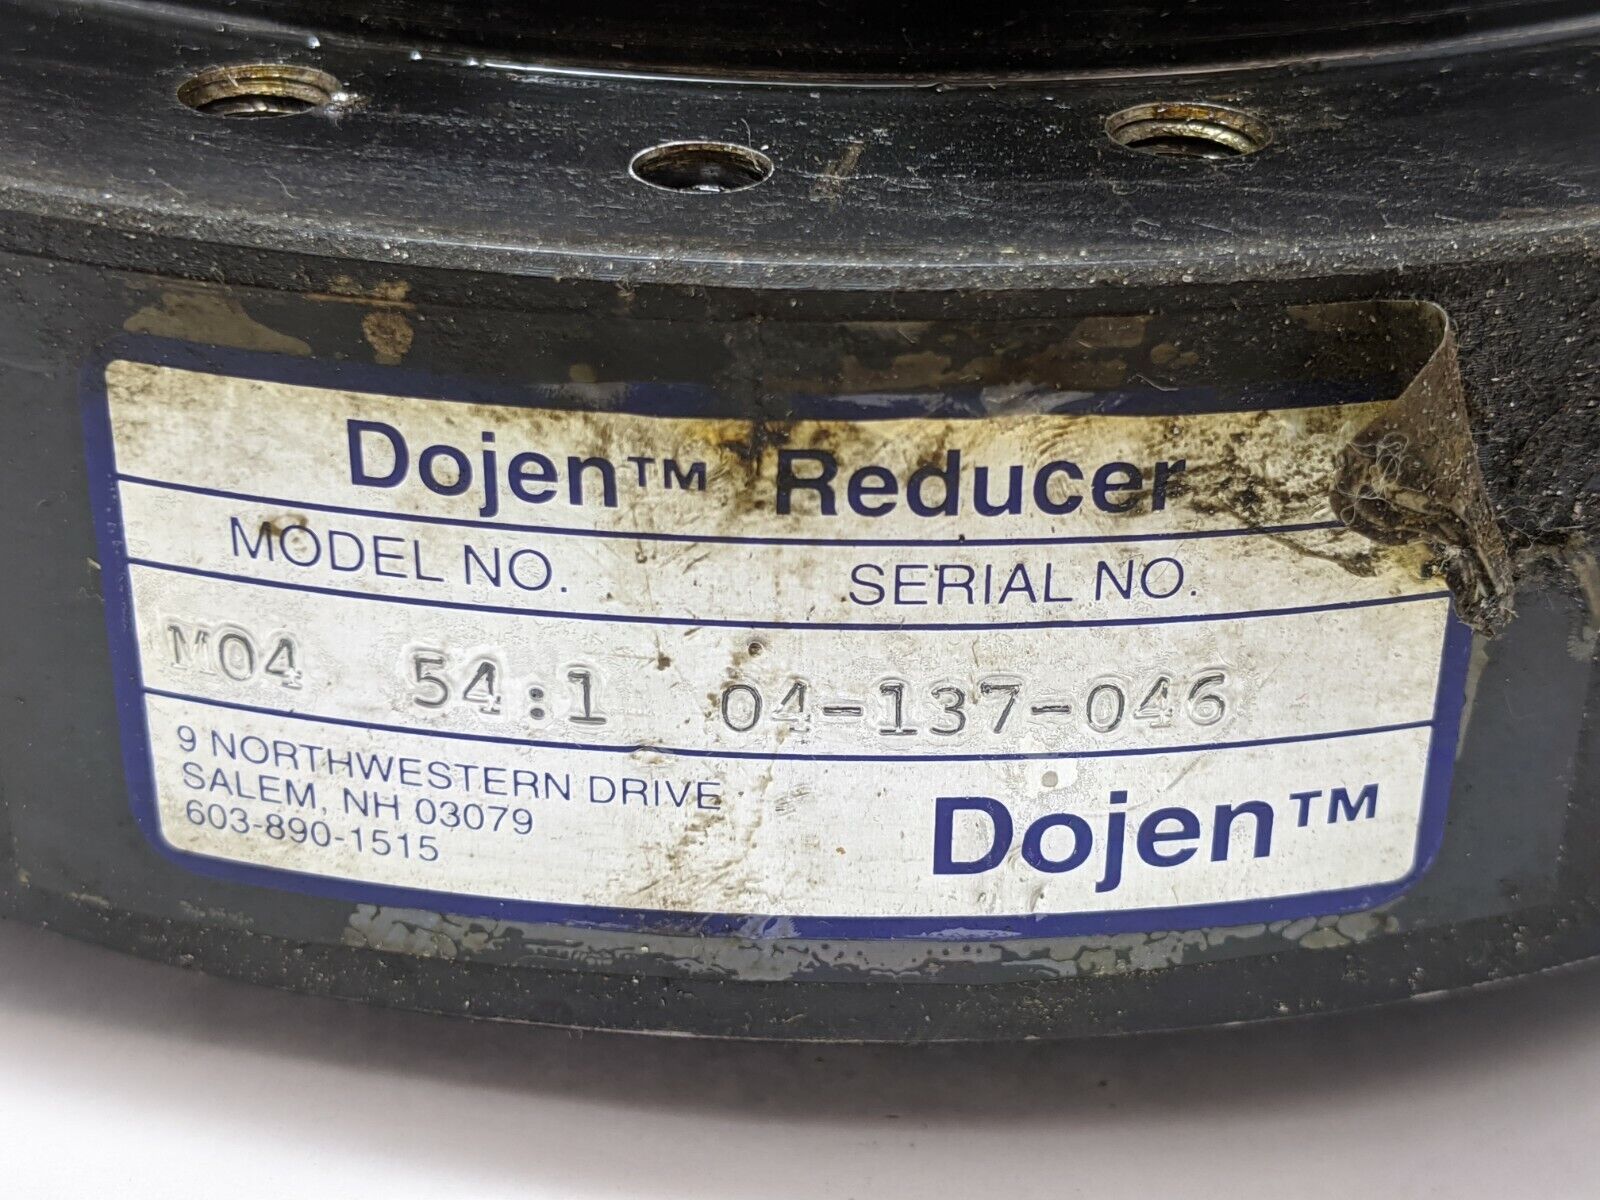 Dojen™ Reducer
MODEL NO. SERIAL NO.
M04 54:1 04-137-046
9 NORTHWESTERN DRIVE
SALEM, NH 03079
603-890-1515
Dojen™